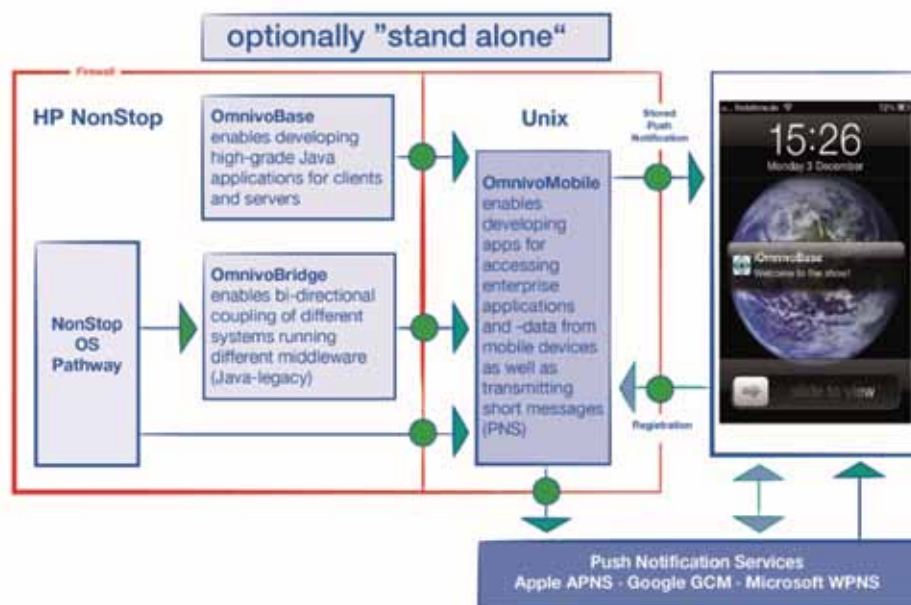 optionally ”stand alone“
Firewall
HP NonStop
OmnivoBase
enables developing
high-grade Java
applications for clients
and servers
NonStop
OS
Pathway
OmnivoBridge
enables bi-directional
coupling of different
systems running
different middleware
(Java-legacy)
Unix
OmnivoMobile
enables
developing
apps for
accessing
enterprise
applications
and -data from
mobile devices
as well as
transmitting
short messages
(PNS)
Stored
Push
Notification
Registration
72%
15:26
Monday 3 December
iOmnivoBase
Welcome to the show!
slide to view
Push Notification Services
Apple APNS · Google GCM · Microsoft WPNS